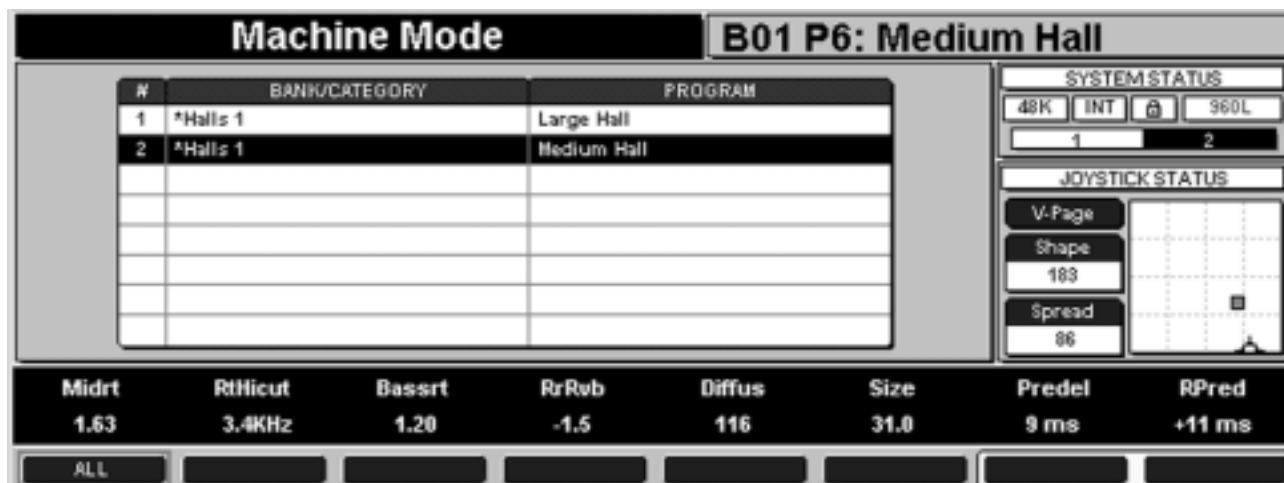 Machine Mode
B01 P6: Medium Hall
# BANK/CATEGORY PROGRAM
1 *Halls 1 Large Hall
2 *Halls 1 Medium Hall
SYSTEM STATUS
48K INT 960L
1 2
JOYSTICK STATUS
V-Page
Shape
183
Spread
86
Midrt RtHicut Bassrt RrRvb Diffus Size Predel RPred
1.63 3.4KHz 1.20 -1.5 116 31.0 9 ms +11 ms
ALL